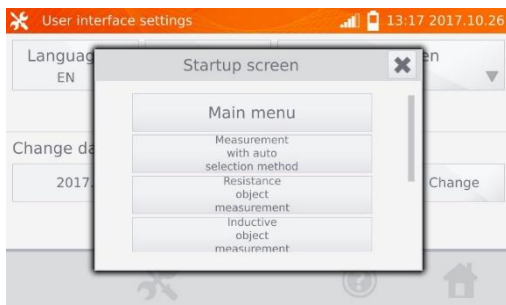 User interface settings
13:17 2017.10.26
Languag
EN
en
Startup screen
Main menu
Measurement
with auto
selection method
Resistance
object
measurement
Inductive
object
measurement
Change da
2017.
Change